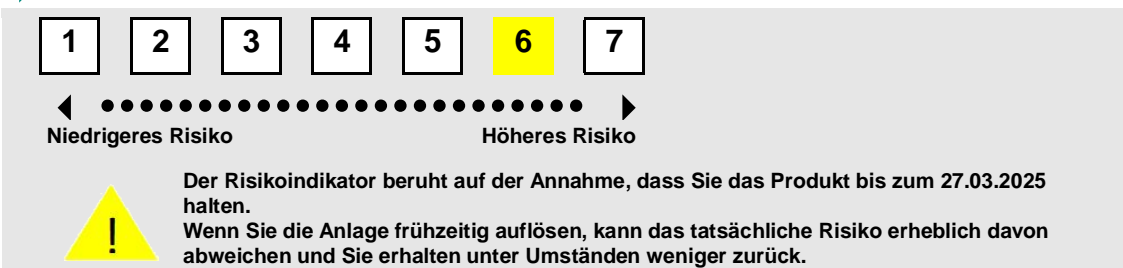 1 2 3 4 5 6 7
Niedrigeres Risiko Höheres Risiko
Der Risikoindikator beruht auf der Annahme, dass Sie das Produkt bis zum 27.03.2025
halten.
! Wenn Sie die Anlage frühzeitig auflösen, kann das tatsächliche Risiko erheblich davon
abweichen und Sie erhalten unter Umständen weniger zurück.